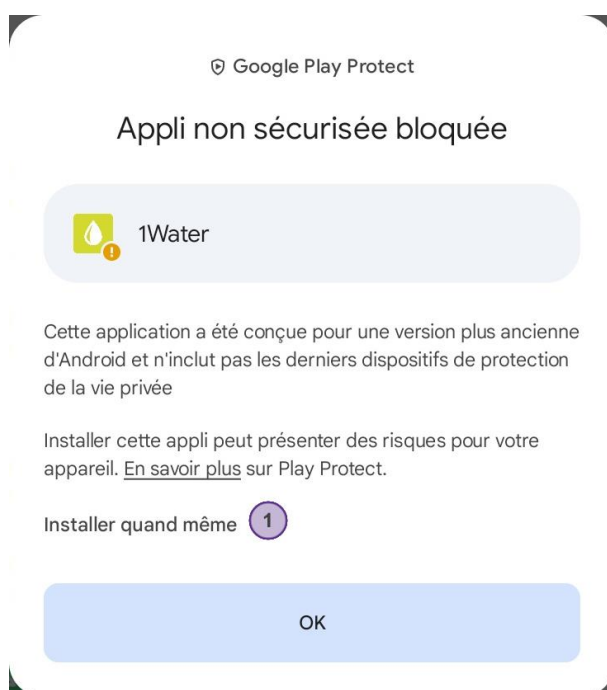 Google Play Protect
Appli non sécurisée bloquée
1Water
Cette application a été conçue pour une version plus ancienne
d'Android et n'inclut pas les derniers dispositifs de protection
de la vie privée
Installer cette appli peut présenter des risques pour votre
appareil. En savoir plus sur Play Protect.
Installer quand même 1
OK